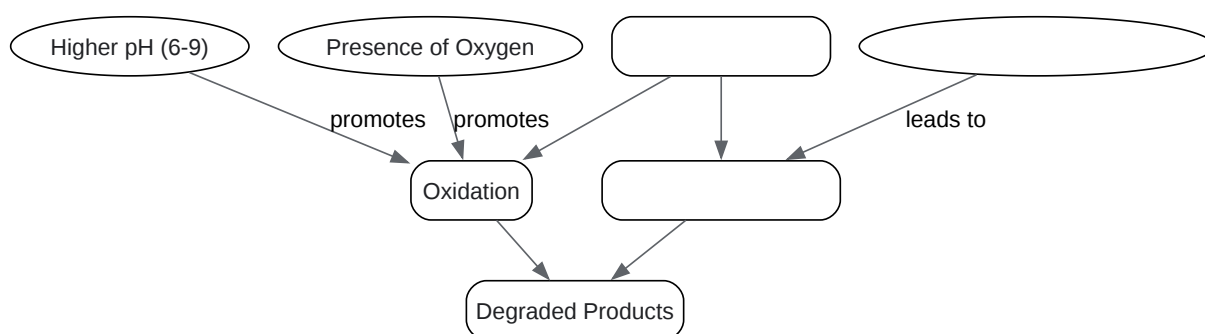 Higher pH (6-9)
Presence of Oxygen
promotes
promotes
leads to
Oxidation
Degraded Products